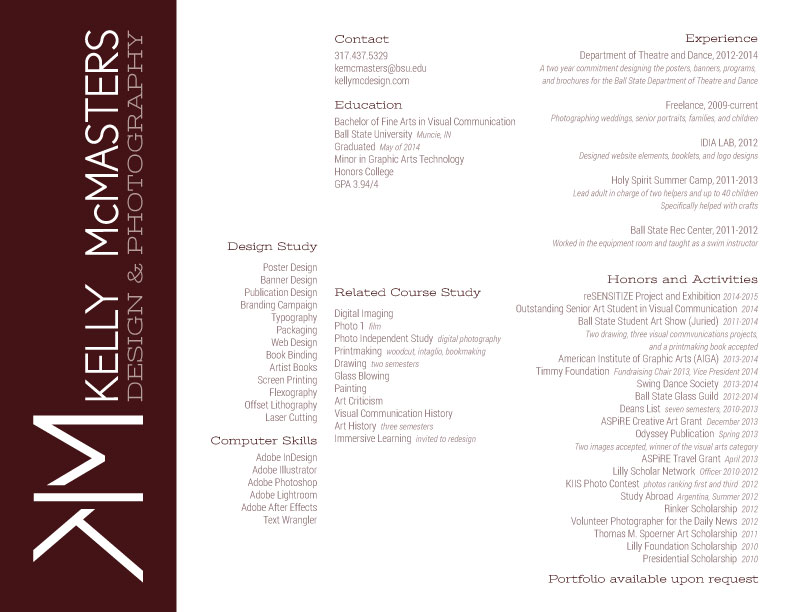 KELLY McMASTERS
DESIGN & PHOTOGRAPHY
KM
Contact
317.437.5329
kemcmasters@bsu.edu
kellymcdesign.com
Education
Bachelor of Fine Arts in Visual Communication
Ball State University Muncie, IN
Graduated May of 2014
Minor in Graphic Arts Technology
Honors College
GPA 3.94/4
Design Study
Poster Design
Banner Design
Publication Design
Branding Campaign
Typography
Packaging
Web Design
Book Binding
Artist Books
Screen Printing
Flexography
Offset Lithography
Laser Cutting
Computer Skills
Adobe InDesign
Adobe Illustrator
Adobe Photoshop
Adobe Lightroom
Adobe After Effects
Text Wrangler
Related Course Study
Digital Imaging
Photo 1 film
Photo Independent Study digital photography
Printmaking woodcut, intaglio, bookmaking
Drawing two semesters
Glass Blowing
Painting
Art Criticism
Visual Communication History
Art History three semesters
Immersive Learning invited to redesign
Experience
Department of Theatre and Dance, 2012-2014
A two year commitment designing the posters, banners, programs,
and brochures for the Ball State Department of Theatre and Dance
Freelance, 2009-current
Photographing weddings, senior portraits, families, and children
IDIA LAB, 2012
Designed website elements, booklets, and logo designs
Holy Spirit Summer Camp, 2011-2013
Lead adult in charge of two helpers and up to 40 children
Specifically helped with crafts
Ball State Rec Center, 2011-2012
Worked in the equipment room and taught as a swim instructor
Honors and Activities
reSENSITIZE Project and Exhibition 2014-2015
Outstanding Senior Art Student in Visual Communication 2014
Ball State Student Art Show (Juried) 2011-2014
Two drawing, three visual commvunications projects,
and a printmaking book accepted
American Institute of Graphic Arts (AIGA) 2013-2014
Timmy Foundation Fundraising Chair 2013, Vice President 2014
Swing Dance Society 2013-2014
Ball State Glass Guild 2012-2014
Deans List seven semesters, 2010-2013
ASPiRE Creative Art Grant December 2013
Odyssey Publication Spring 2013
Two images accepted, winner of the visual arts category
ASPiRE Travel Grant April 2013
Lilly Scholar Network Officer 2010-2012
KIIS Photo Contest photos ranking first and third 2012
Study Abroad Argentina, Summer 2012
Rinker Scholarship 2012
Volunteer Photographer for the Daily News 2012
Thomas M. Spoerner Art Scholarship 2011
Lilly Foundation Scholarship 2010
Presidential Scholarship 2010
Portfolio available upon request